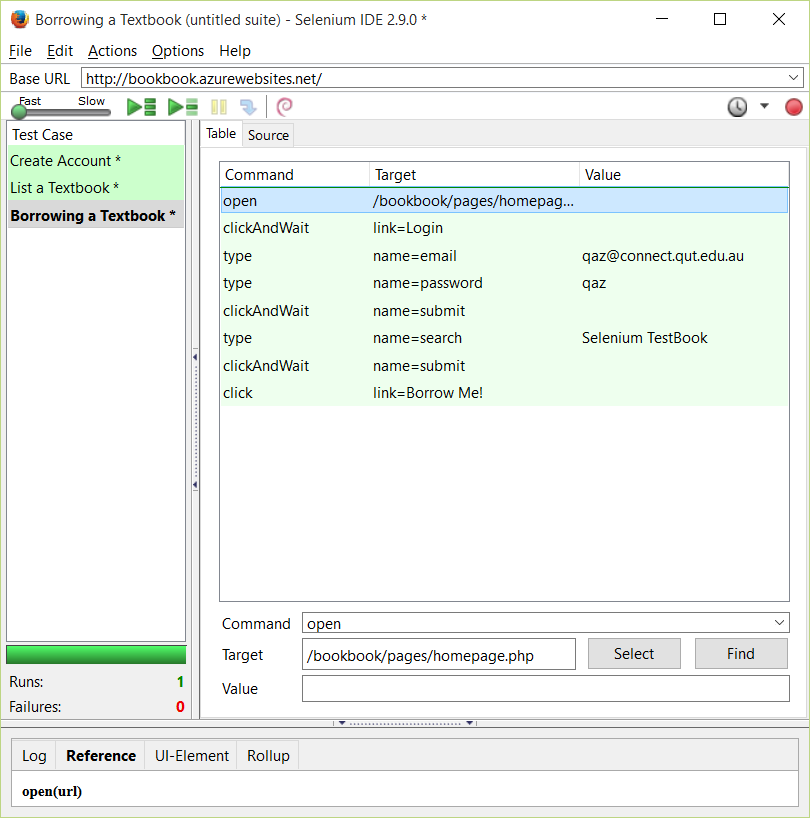 Borrowing a Textbook (untitled suite) - Selenium IDE 2.9.0 *
File Edit Actions Options Help
Base URL http://bookbook.azurewebsites.net/
Fast Slow
Test Case
Create Account *
List a Textbook *
Borrowing a Textbook *
Runs: 1
Failures: 0
Table Source
Command Target Value
open /bookbook/pages/homepag...
clickAndWait link=Login
type name=email qaz@connect.qut.edu.au
type name=password qaz
clickAndWait name=submit
type name=search Selenium TestBook
clickAndWait name=submit
click link=Borrow Me!
Command open
Target /bookbook/pages/homepage.php Select Find
Value
Log Reference UI-Element Rollup
open(url)